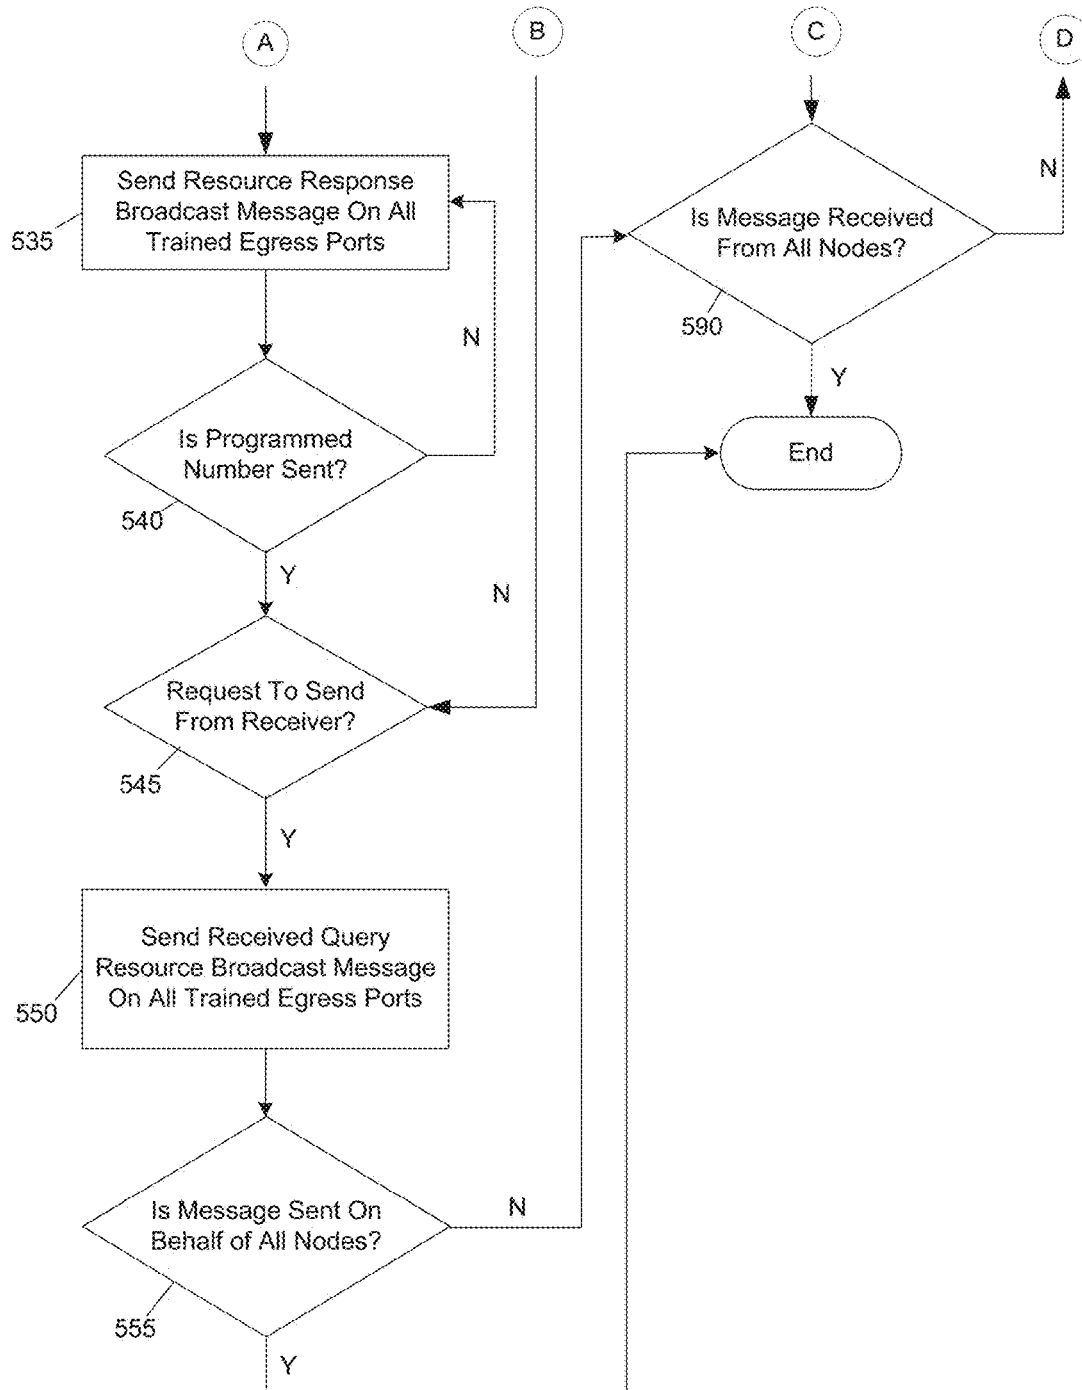 A
B
C
D
Send Resource Response
Broadcast Message On All
Trained Egress Ports
535
N
Is Programmed
Number Sent?
540
Y
N
Request To Send
From Receiver?
545
Y
Send Received Query
Resource Broadcast Message
On All Trained Egress Ports
550
Is Message Sent On
Behalf of All Nodes?
555
N
Y
Is Message Received
From All Nodes?
590
N
Y
End